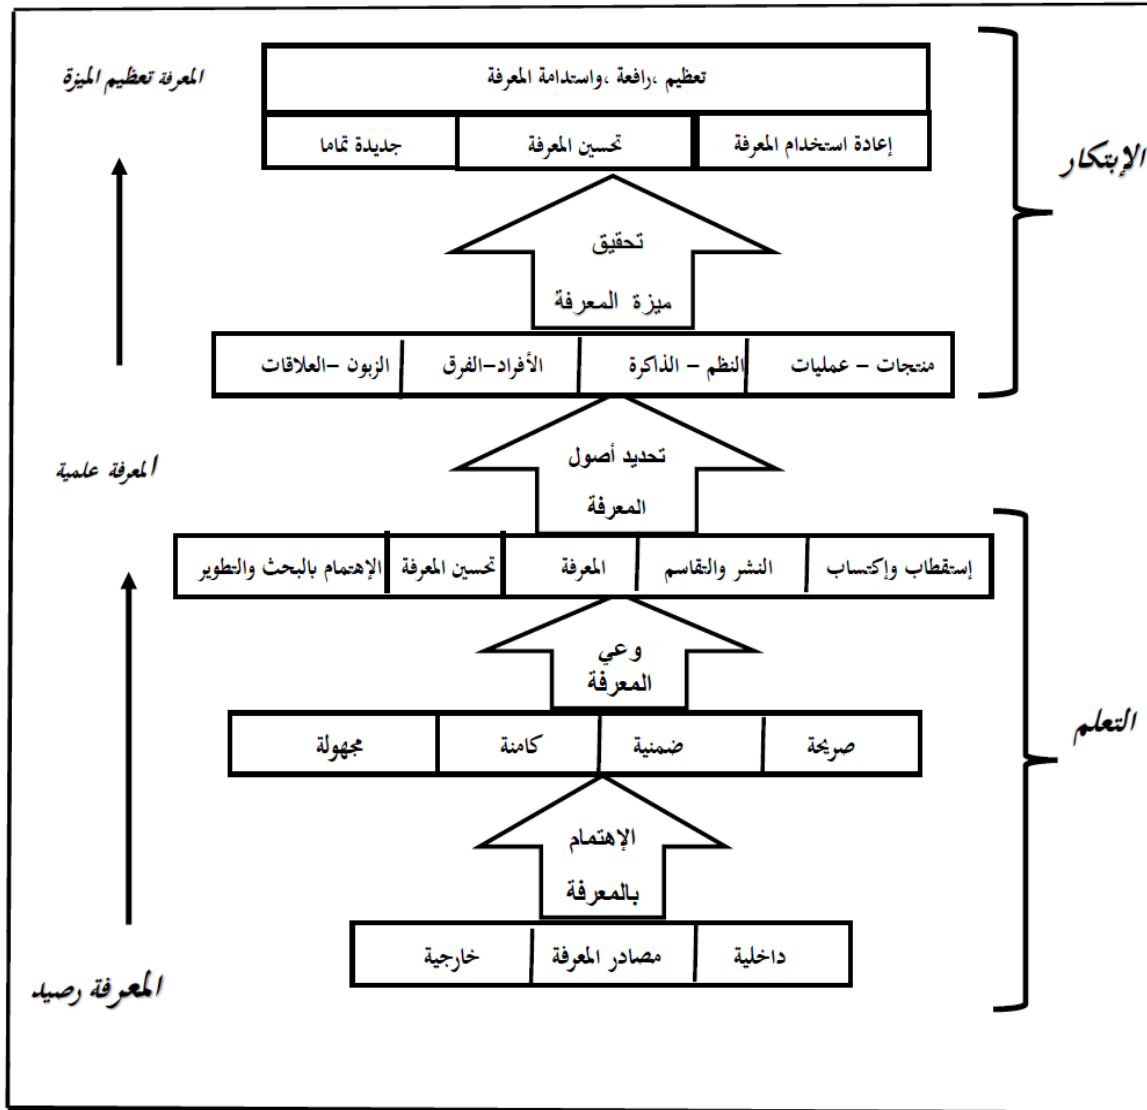 المعرفة تعظيم الميزة
تعظيم ،رافعة ،واستدامة المعرفة
إعادة استخدام المعرفة
تحسين المعرفة
جديدة تماما
الإبتكار
تحقيق
ميزة المعرفة
منتجات – عمليات
النظم – الذاكرة
الأفراد–الفرق
الزبون –العلاقات
المعرفة علمية
تحديد أصول
المعرفة
إستقطاب وإكتساب
النشر والتقاسم
المعرفة
تحسين المعرفة
الإهتمام بالبحث والتطوير
وعي
المعرفة
التعلم
صريحة
ضمنية
كامنة
مجهولة
الإهتمام
بالمعرفة
داخلية
مصادر المعرفة
خارجية
المعرفة رصيد